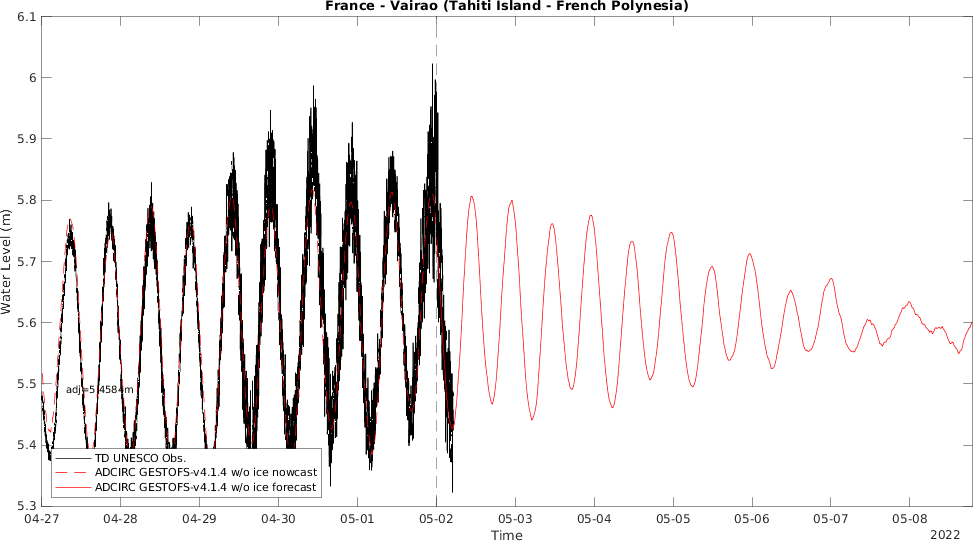 France - Vairao (Tahiti Island - French Polynesia)
Water Level (m)
6.1
6
5.9
5.8
5.7
5.6
5.5
5.4
5.3
adj=5.4584m
TD UNESCO Obs.
ADCIRC GESTOFS-v4.1.4 w/o ice nowcast
ADCIRC GESTOFS-v4.1.4 w/o ice forecast
04-27 04-28 04-29 04-30 05-01 05-02 05-03 05-04 05-05 05-06 05-07 05-08
Time
2022